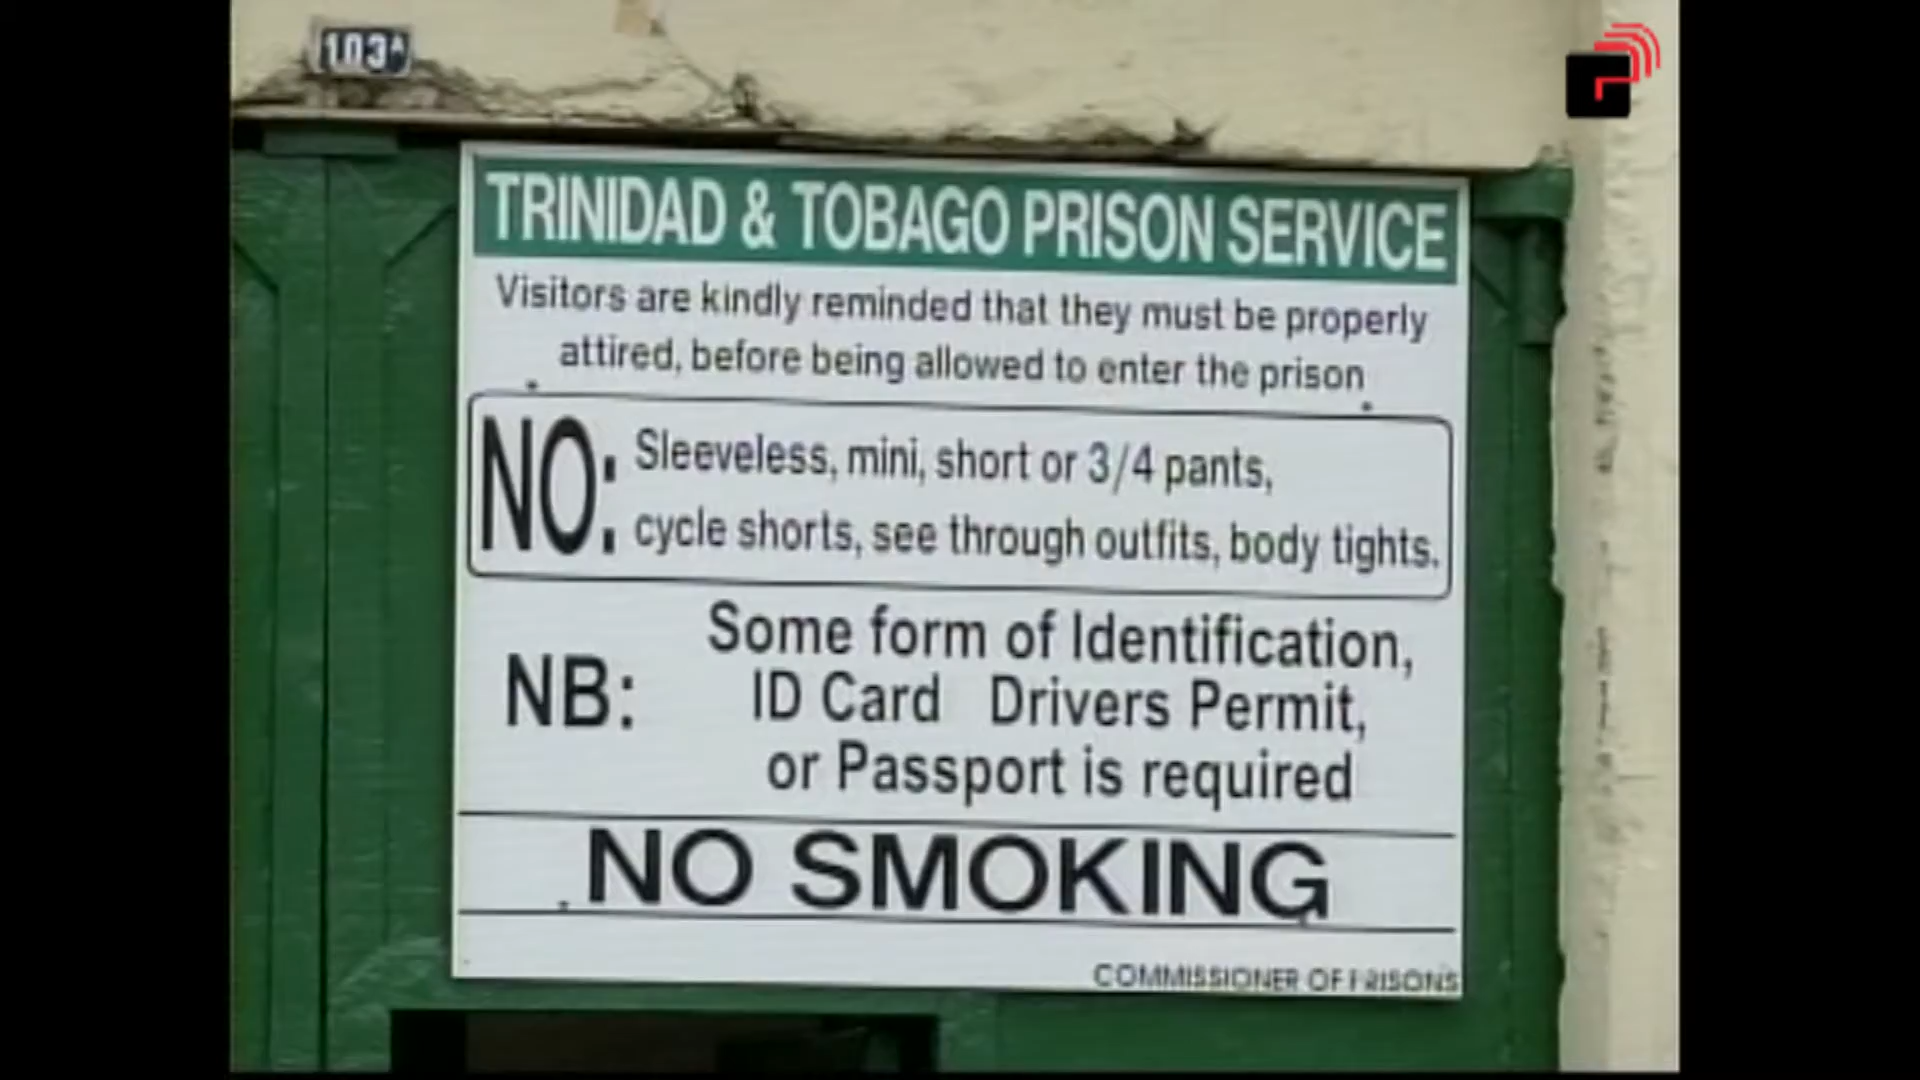 103A
TRINIDAD & TOBAGO PRISON SERVICE
Visitors are kindly reminded that they must be properly
attired, before being allowed to enter the prison
NO: Sleeveless, mini, short or 3/4 pants,
cycle shorts, see through outfits, body tights.
NB: Some form of Identification,
ID Card Drivers Permit,
or Passport is required
NO SMOKING
COMMISSIONER OF PRISONS